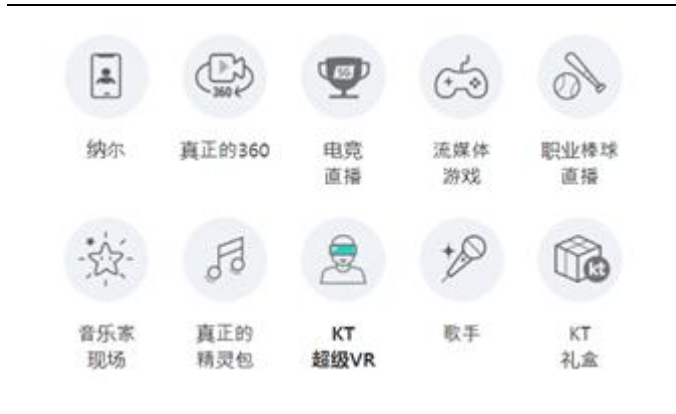 360
5G
纳尔
真正的360
电竞
直播
流媒体
游戏
职业棒球
直播
kt
音乐家
现场
真正的
精灵包
KT
超级VR
歌手
KT
礼盒